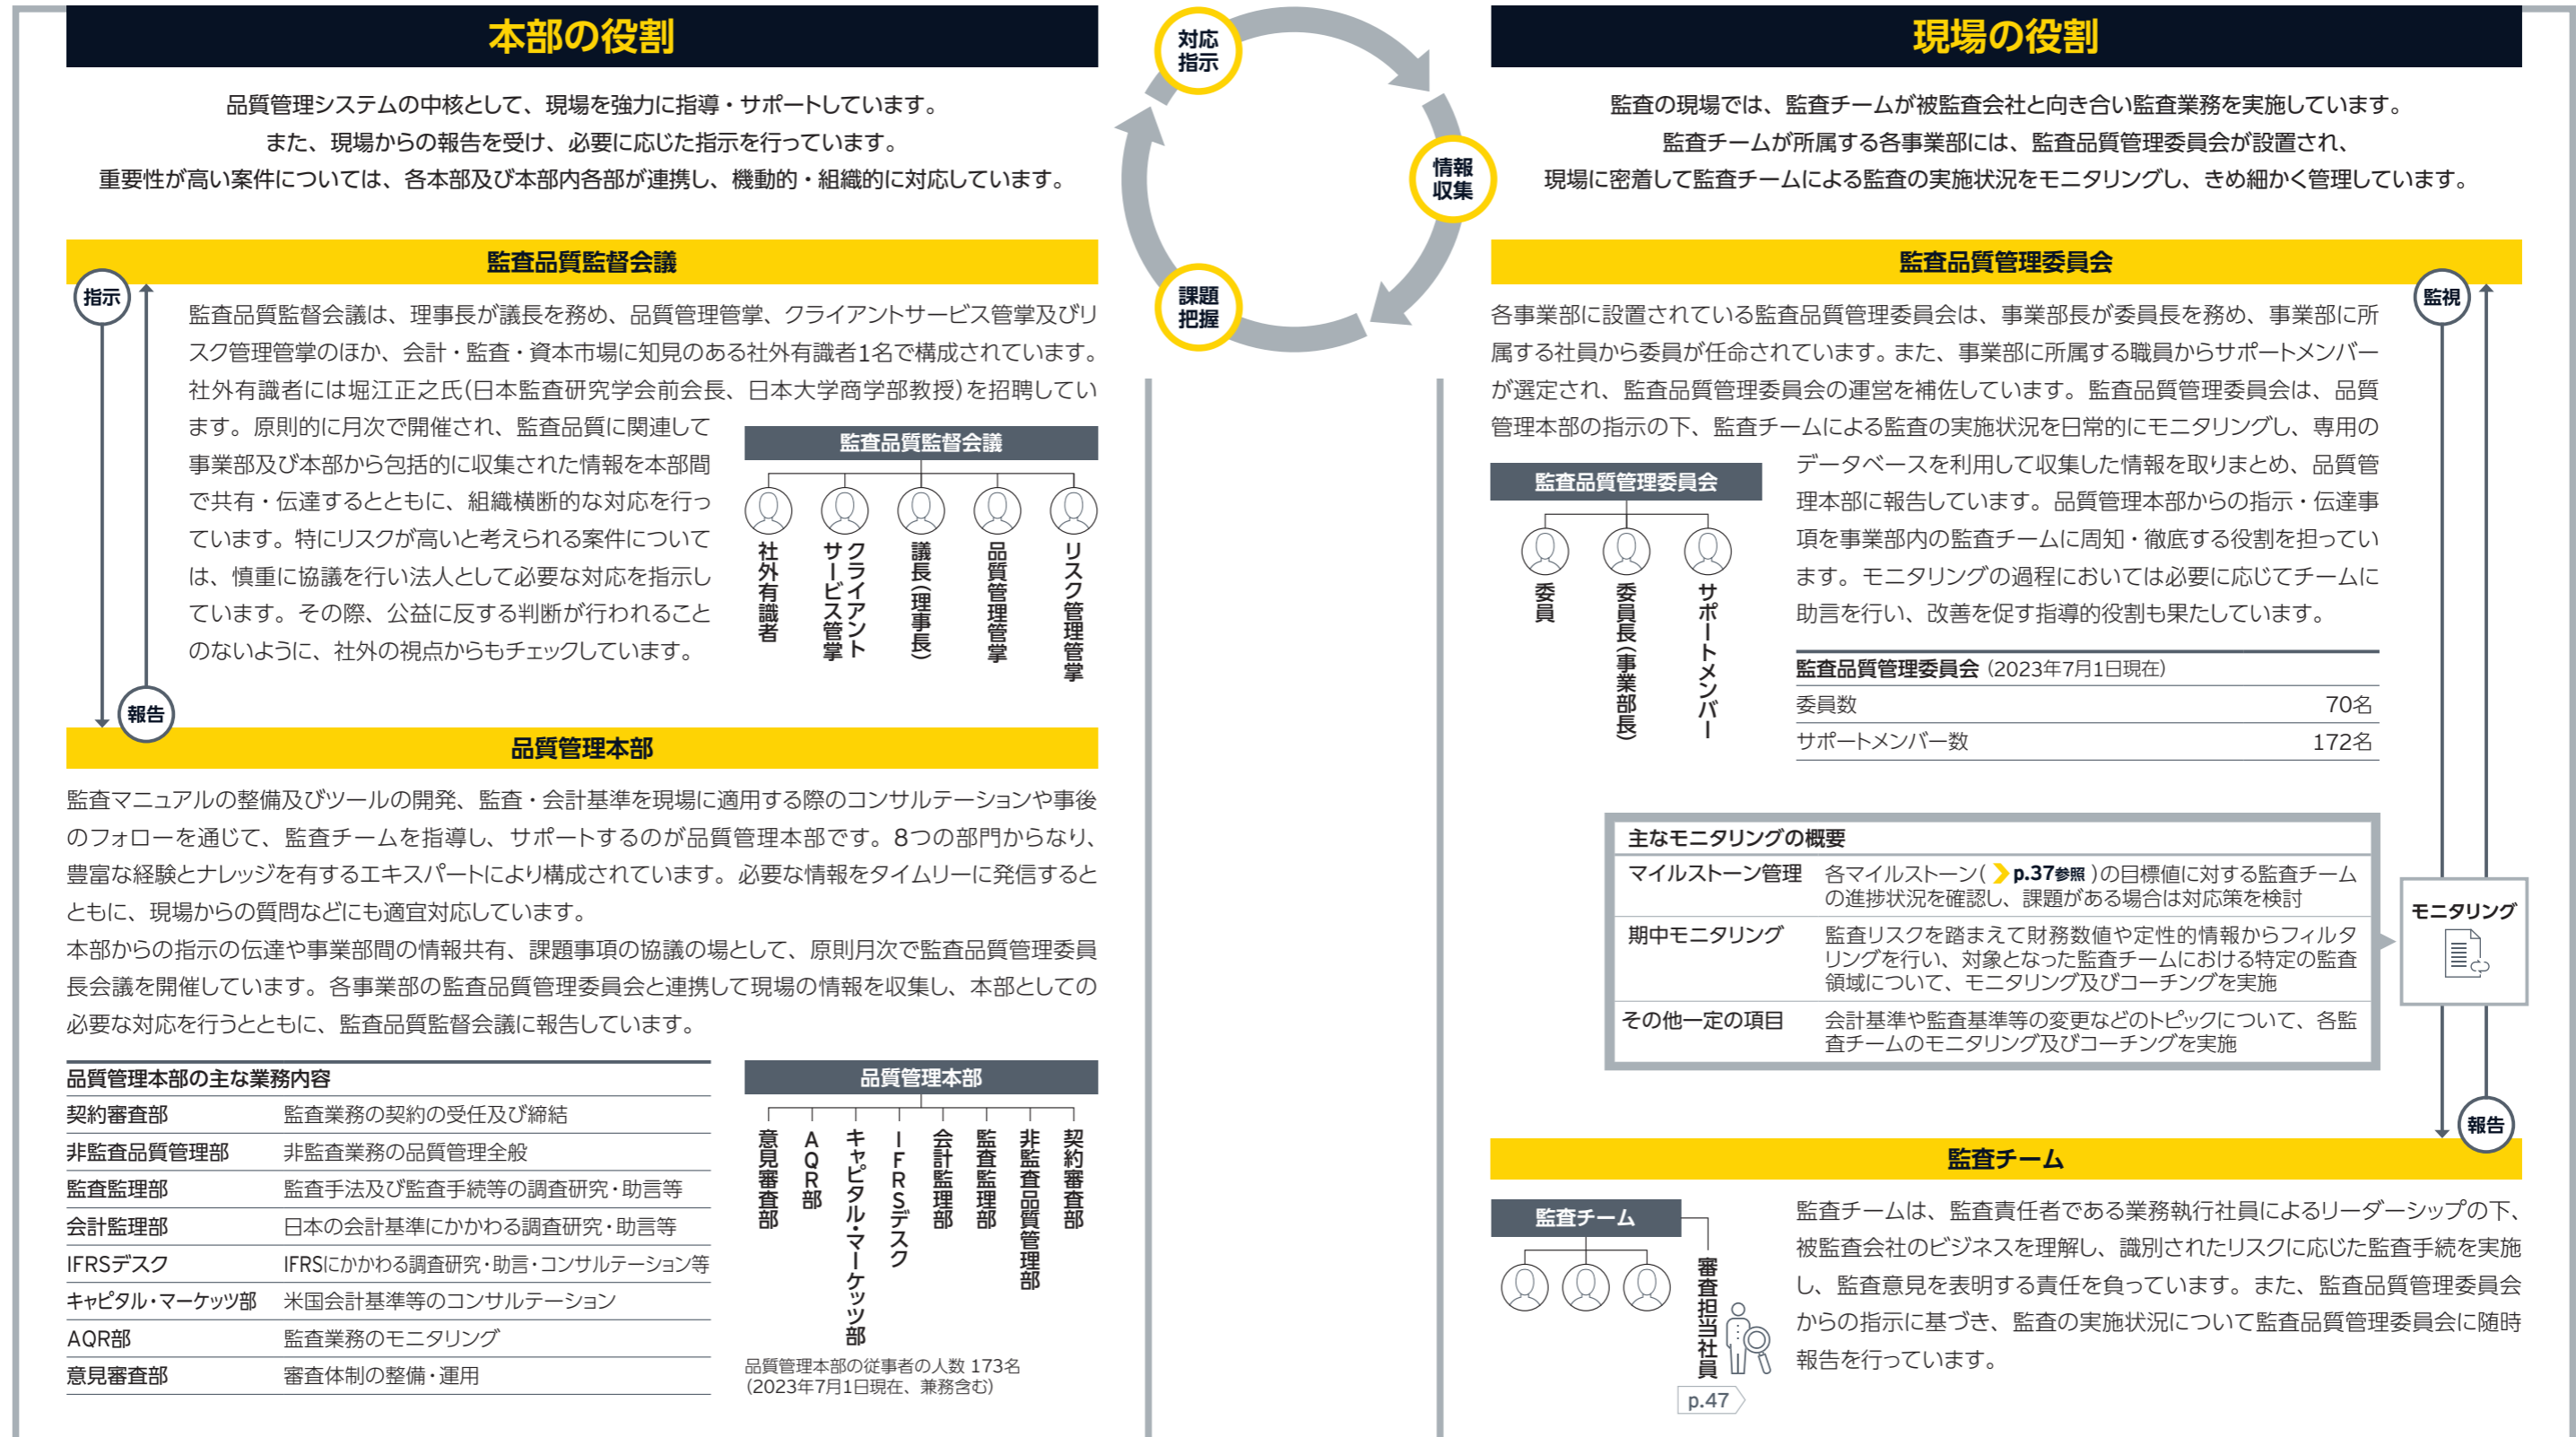 本部の役割
品質管理システムの中核として、現場を強力に指導・サポートしています。
また、現場からの報告を受け、必要に応じた指示を行っています。
重要性が高い案件については、各本部及び本部内各部が連携し、機動的・組織的に対応しています。
監査品質監督会議
指示
監査品質監督会議は、理事長が議長を務め、品質管理管掌、クライアントサービス管掌及びリ
スク管理管掌のほか、会計・監査・資本市場に知見のある社外有識者1名で構成されています。
社外有識者には堀江正之氏(日本監査研究学会前会長、日本大学商学部教授)を招聘してい
ます。原則的に月次で開催され、監査品質に関連して
事業部及び本部から包括的に収集された情報を本部間
で共有・伝達するとともに、組織横断的な対応を行っ
ています。特にリスクが高いと考えられる案件について
は、慎重に協議を行い法人として必要な対応を指示し
ています。その際、公益に反する判断が行われること
のないように、社外の視点からもチェックしています。
監査品質監督会議
社外有識者
クライアント
サービス管掌
議長(理事長)
品質管理管掌
リスク管理管掌
報告
品質管理本部
監査マニュアルの整備及びツールの開発、監査・会計基準を現場に適用する際のコンサルテーションや事後
のフォローを通じて、監査チームを指導し、サポートするのが品質管理本部です。8つの部門からなり、
豊富な経験とナレッジを有するエキスパートにより構成されています。必要な情報をタイムリーに発信すると
ともに、現場からの質問などにも適宜対応しています。
本部からの指示の伝達や事業部間の情報共有、課題事項の協議の場として、原則月次で監査品質管理委員
長会議を開催しています。各事業部の監査品質管理委員会と連携して現場の情報を収集し、本部としての
必要な対応を行うとともに、監査品質監督会議に報告しています。
品質管理本部の主な業務内容
契約審査部 監査業務の契約の受任及び締結
非監査品質管理部 非監査業務の品質管理全般
監査監理部 監査手法及び監査手続等の調査研究・助言等
会計監理部 日本の会計基準にかかわる調査研究・助言等
IFRSデスク IFRSにかかわる調査研究・助言・コンサルテーション等
キャピタル・マーケッツ部 米国会計基準等のコンサルテーション
AQR部 監査業務のモニタリング
意見審査部 審査体制の整備・運用
品質管理本部
意見審査部
AQR部
キャピタル・マーケッツ部
IFRSデスク
会計監理部
監査監理部
非監査品質管理部
契約審査部
品質管理本部の従事者の人数 173名
(2023年7月1日現在、兼務含む)
対応
指示
情報
収集
課題
把握
現場の役割
監査の現場では、監査チームが被監査会社と向き合い監査業務を実施しています。
監査チームが所属する各事業部には、監査品質管理委員会が設置され、
現場に密着して監査チームによる監査の実施状況をモニタリングし、きめ細かく管理しています。
監査品質管理委員会
監視
各事業部に設置されている監査品質管理委員会は、事業部長が委員長を務め、事業部に所
属する社員から委員が任命されています。また、事業部に所属する職員からサポートメンバー
が選定され、監査品質管理委員会の運営を補佐しています。監査品質管理委員会は、品質
管理本部の指示の下、監査チームによる監査の実施状況を日常的にモニタリングし、専用の
データベースを利用して収集した情報を取りまとめ、品質管
理本部に報告しています。品質管理本部からの指示・伝達事
項を事業部内の監査チームに周知・徹底する役割を担ってい
ます。モニタリングの過程においては必要に応じてチームに
助言を行い、改善を促す指導的役割も果たしています。
監査品質管理委員会
委員
委員長(事業部長)
サポートメンバー
監査品質管理委員会(2023年7月1日現在)
委員数 70名
サポートメンバー数 172名
主なモニタリングの概要
マイルストーン管理 各マイルストーン(p.37参照)の目標値に対する監査チーム
の進捗状況を確認し、課題がある場合は対応策を検討
期中モニタリング 監査リスクを踏まえて財務数値や定性的情報からフィルタ
リングを行い、対象となった監査チームにおける特定の監査
領域について、モニタリング及びコーチングを実施
その他一定の項目 会計基準や監査基準等の変更などのトピックについて、各監
査チームのモニタリング及びコーチングを実施
モニタリング
報告
監査チーム
監査チーム
審査担当社員
p.47
監査チームは、監査責任者である業務執行社員によるリーダーシップの下、
被監査会社のビジネスを理解し、識別されたリスクに応じた監査手続を実施
し、監査意見を表明する責任を負っています。また、監査品質管理委員会
からの指示に基づき、監査の実施状況について監査品質管理委員会に随時
報告を行っています。